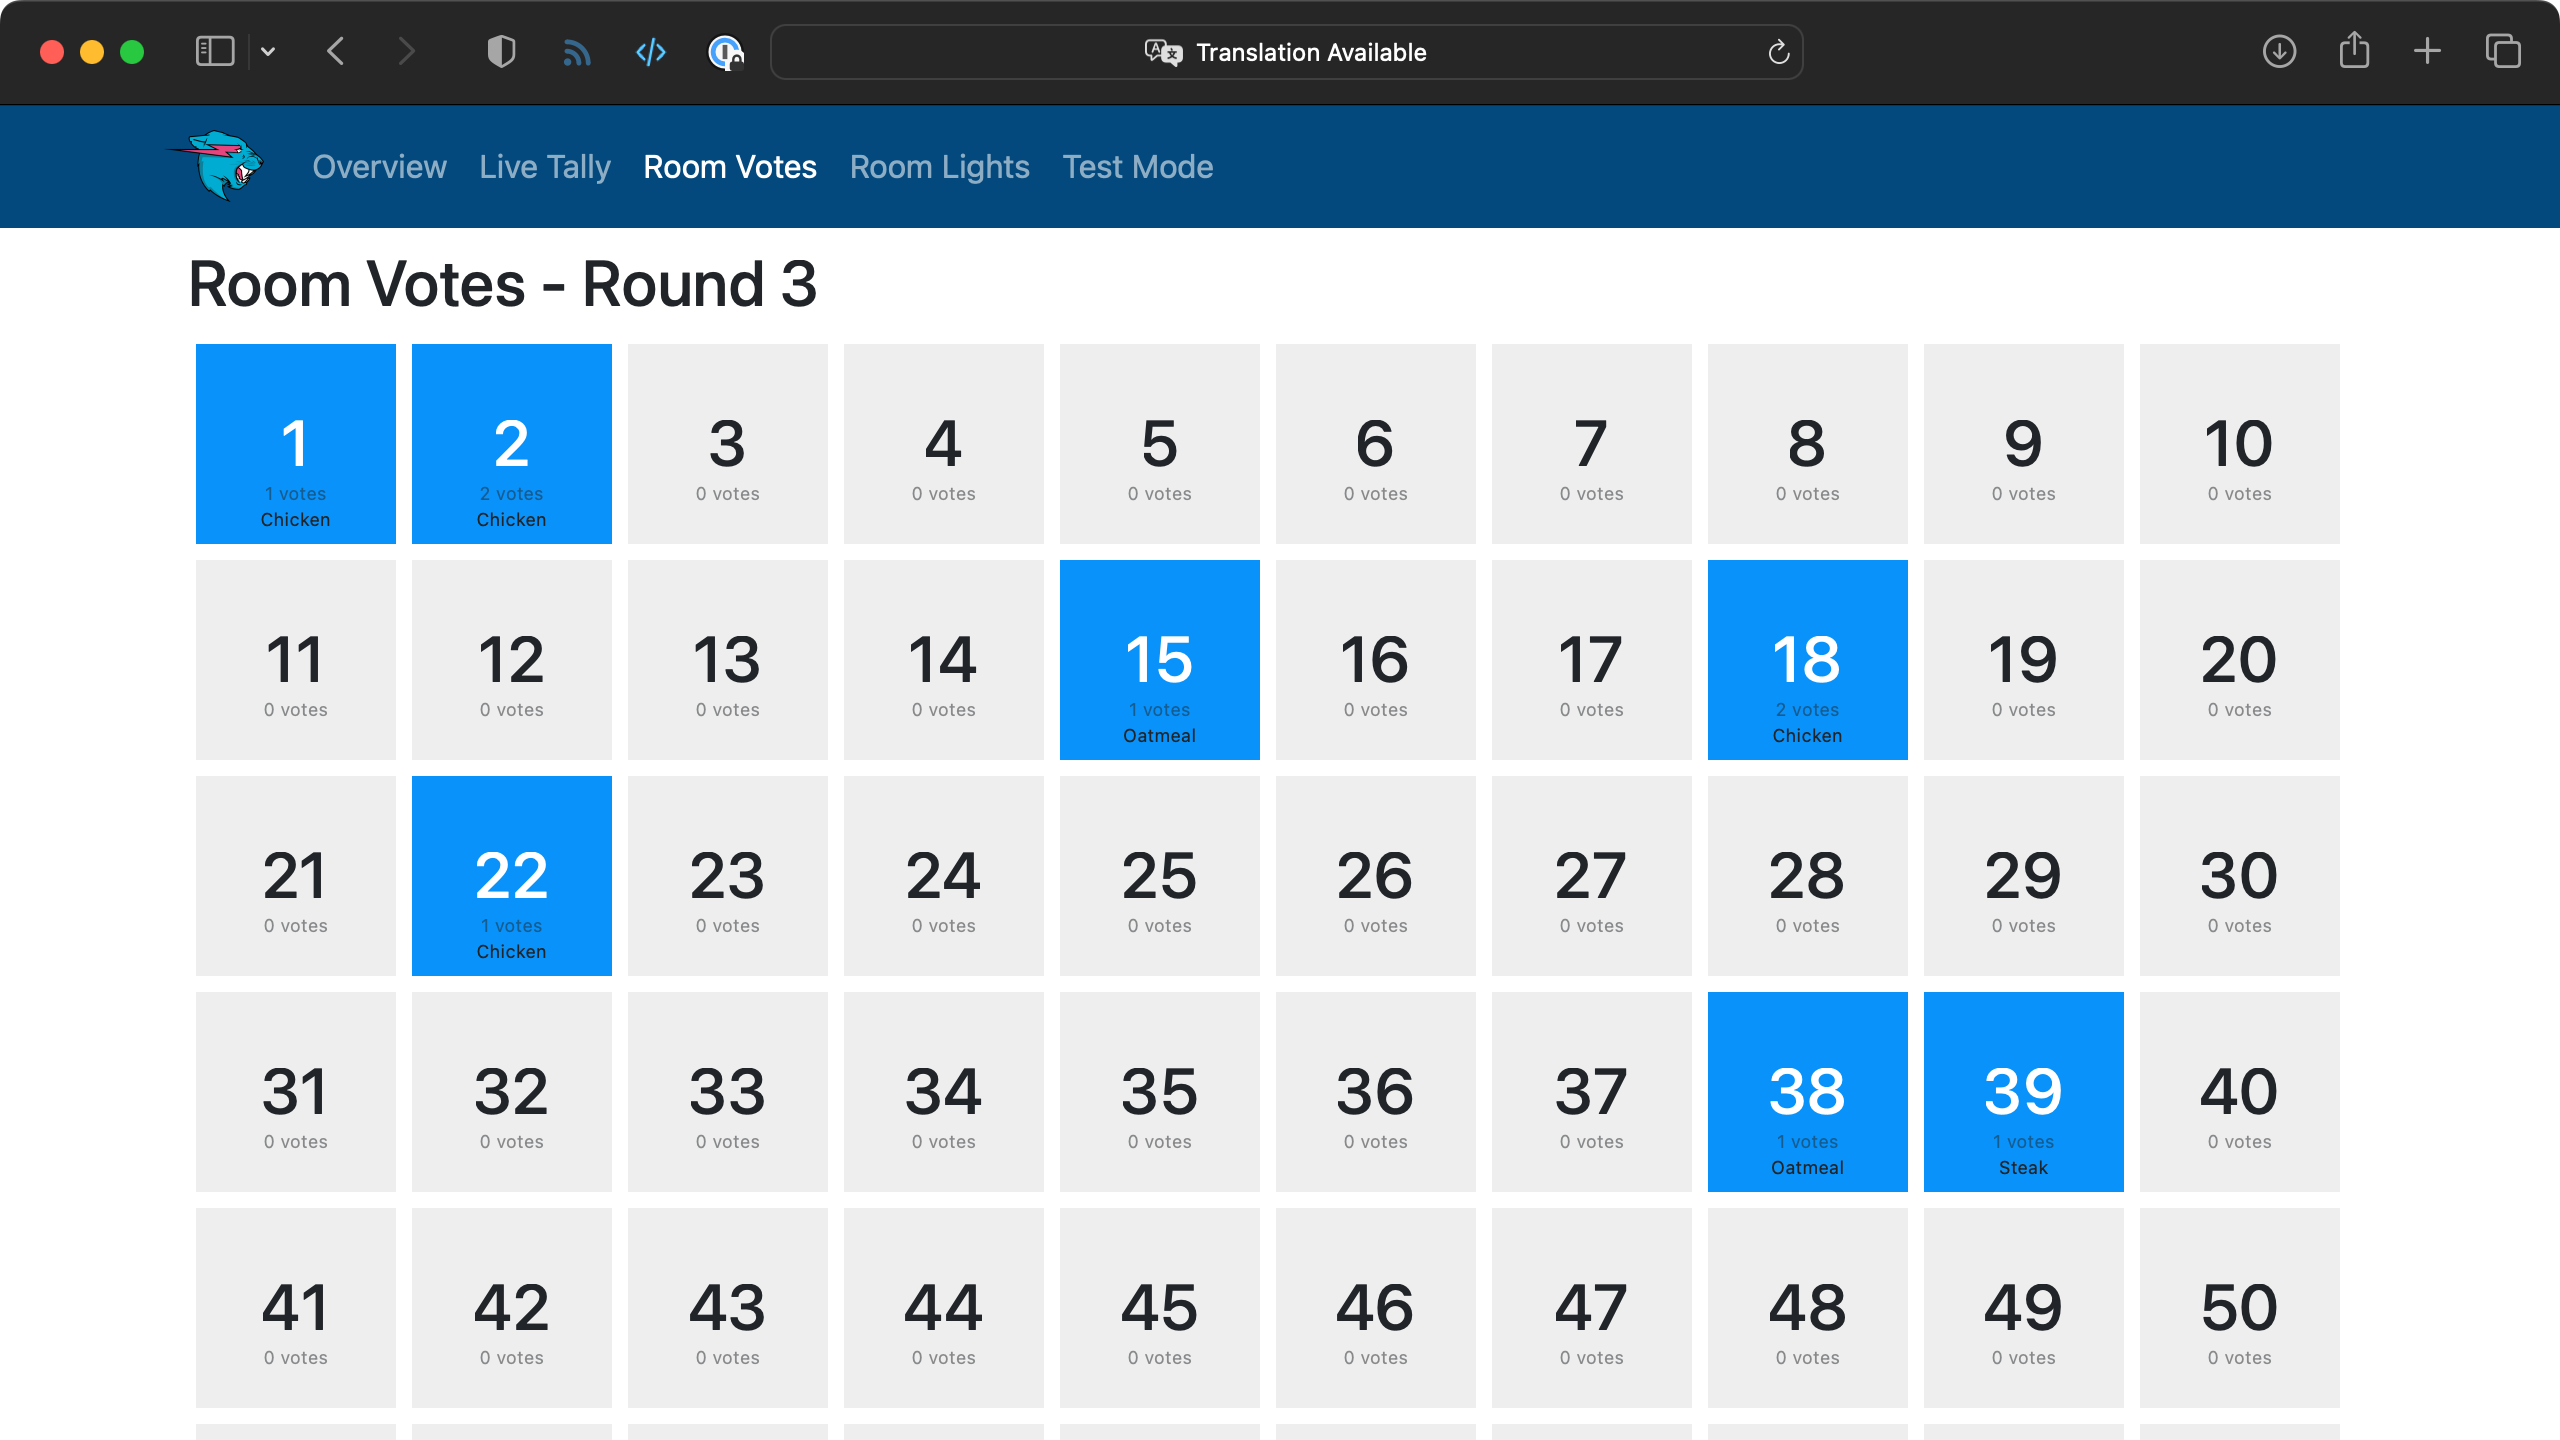 Translation Available
Overview Live Tally Room Votes Room Lights Test Mode
Room Votes - Round 3
1 2 3 4 5 6 7 8 9 10
1 votes 2 votes 0 votes 0 votes 0 votes 0 votes 0 votes 0 votes 0 votes 0 votes
Chicken Chicken
11 12 13 14 15 16 17 18 19 20
0 votes 0 votes 0 votes 0 votes 1 votes 0 votes 0 votes 2 votes 0 votes 0 votes
Oatmeal Chicken
21 22 23 24 25 26 27 28 29 30
0 votes 1 votes 0 votes 0 votes 0 votes 0 votes 0 votes 0 votes 0 votes 0 votes
Chicken
31 32 33 34 35 36 37 38 39 40
0 votes 0 votes 0 votes 0 votes 0 votes 0 votes 0 votes 1 votes 1 votes 0 votes
Oatmeal Steak
41 42 43 44 45 46 47 48 49 50
0 votes 0 votes 0 votes 0 votes 0 votes 0 votes 0 votes 0 votes 0 votes 0 votes